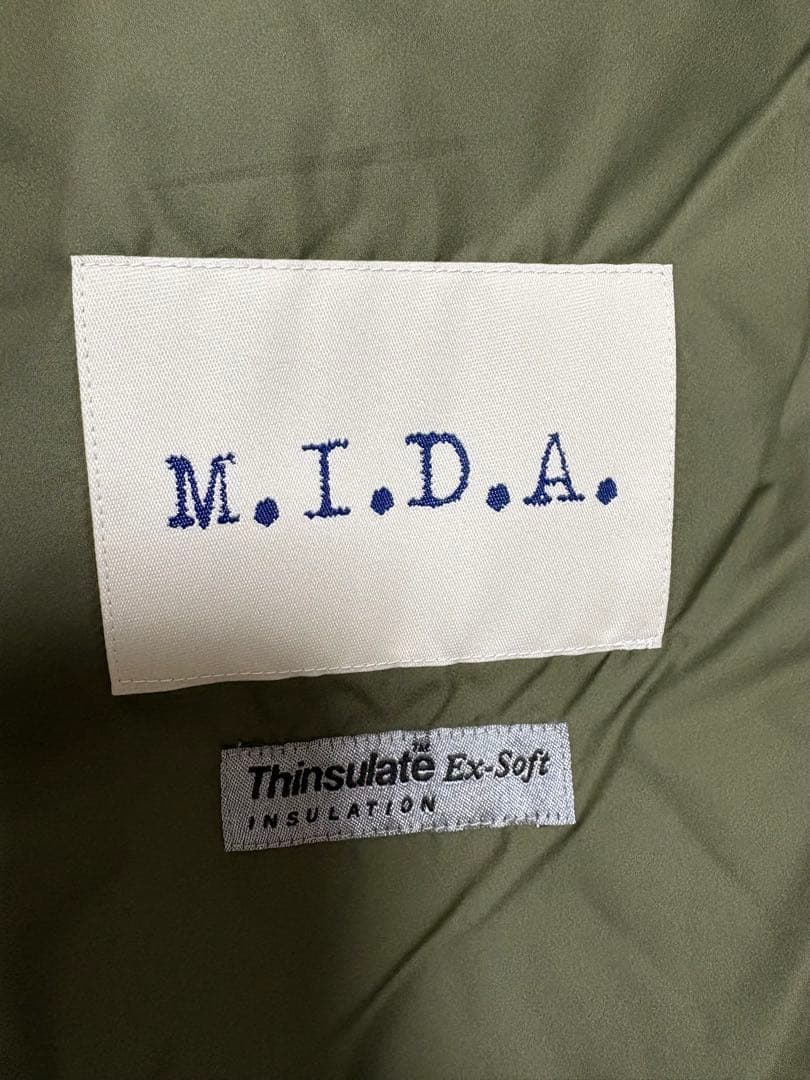 M.I.D.A.
Thinsulate™ Ex-Soft
INSULATION